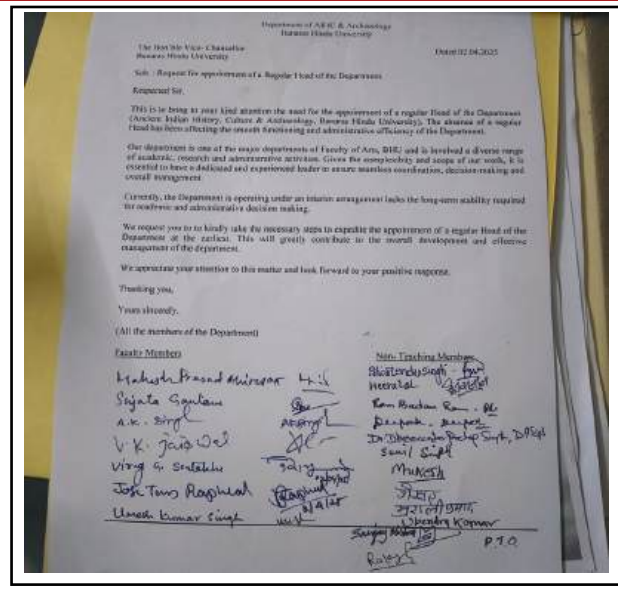 Department of AIHC & Archaeology
Banaras Hindu University
The Hon'ble Vice- Chancellor
Banaras Hindu University
Dated 02.04.2025
Sub. : Request for appointment of a Regular Head of the Department
Respected Sir,
This is to bring to your kind attention the need for the appointment of a regular Head of the Department
(Ancient Indian History, Culture & Archaeology, Banaras Hindu University). The absence of a regular
Head has been affecting the smooth functioning and administrative efficiency of the Department.
Our department is one of the major departments of Faculty of Arts, BHU and is involved a diverse range
of academic, research and administrative activities. Given the complexity and scope of our work, it is
essential to have a dedicated and experienced leader to ensure seamless coordination, decision-making and
overall management.
Currently, the Department is operating under an interim arrangement lacks the long-term stability required
for academic and administrative decision making.
We request you to to kindly take the necessary steps to expedite the appointment of a regular Head of the
Department at the earliest. This will greatly contribute to the overall development and effective
management of the department.
We appreciate your attention to this matter and look forward to your positive response.
Thanking you,
Yours sincerely,
(All the members of the Department)
Faculty Members
Non- Teaching Members
Mahesh Prasad Ahirwar
Sujata Gautam
A.K. Singh
V. K. Jaiswal
Virag G. Sontakke
Jose Tom Raphael
Umesh Kumar Singh
Heeralal
Ram Badan Ram
Deepak Deepak
Dr. Dheerendra Pratap Singh
Sunil Singh
Mukesh
Upendra Kumar
P.T.O.